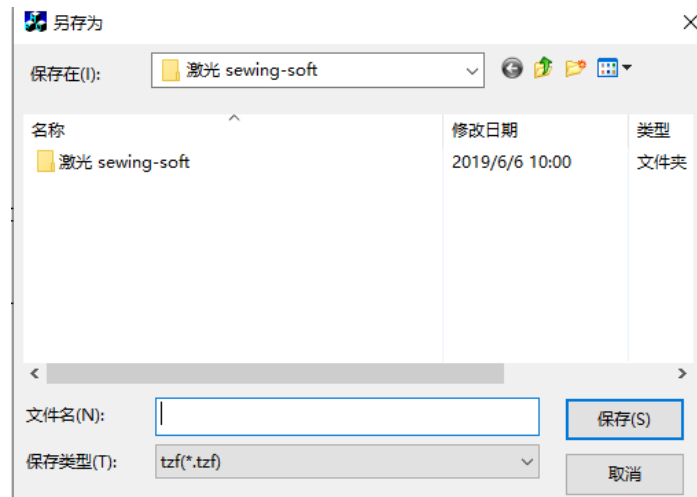 另存为
保存在(I):
激光 sewing-soft
名称
修改日期
类型
激光 sewing-soft
2019/6/6 10:00
文件夹
文件名(N):
保存(S)
保存类型(T):
tzf(*.tzf)
取消